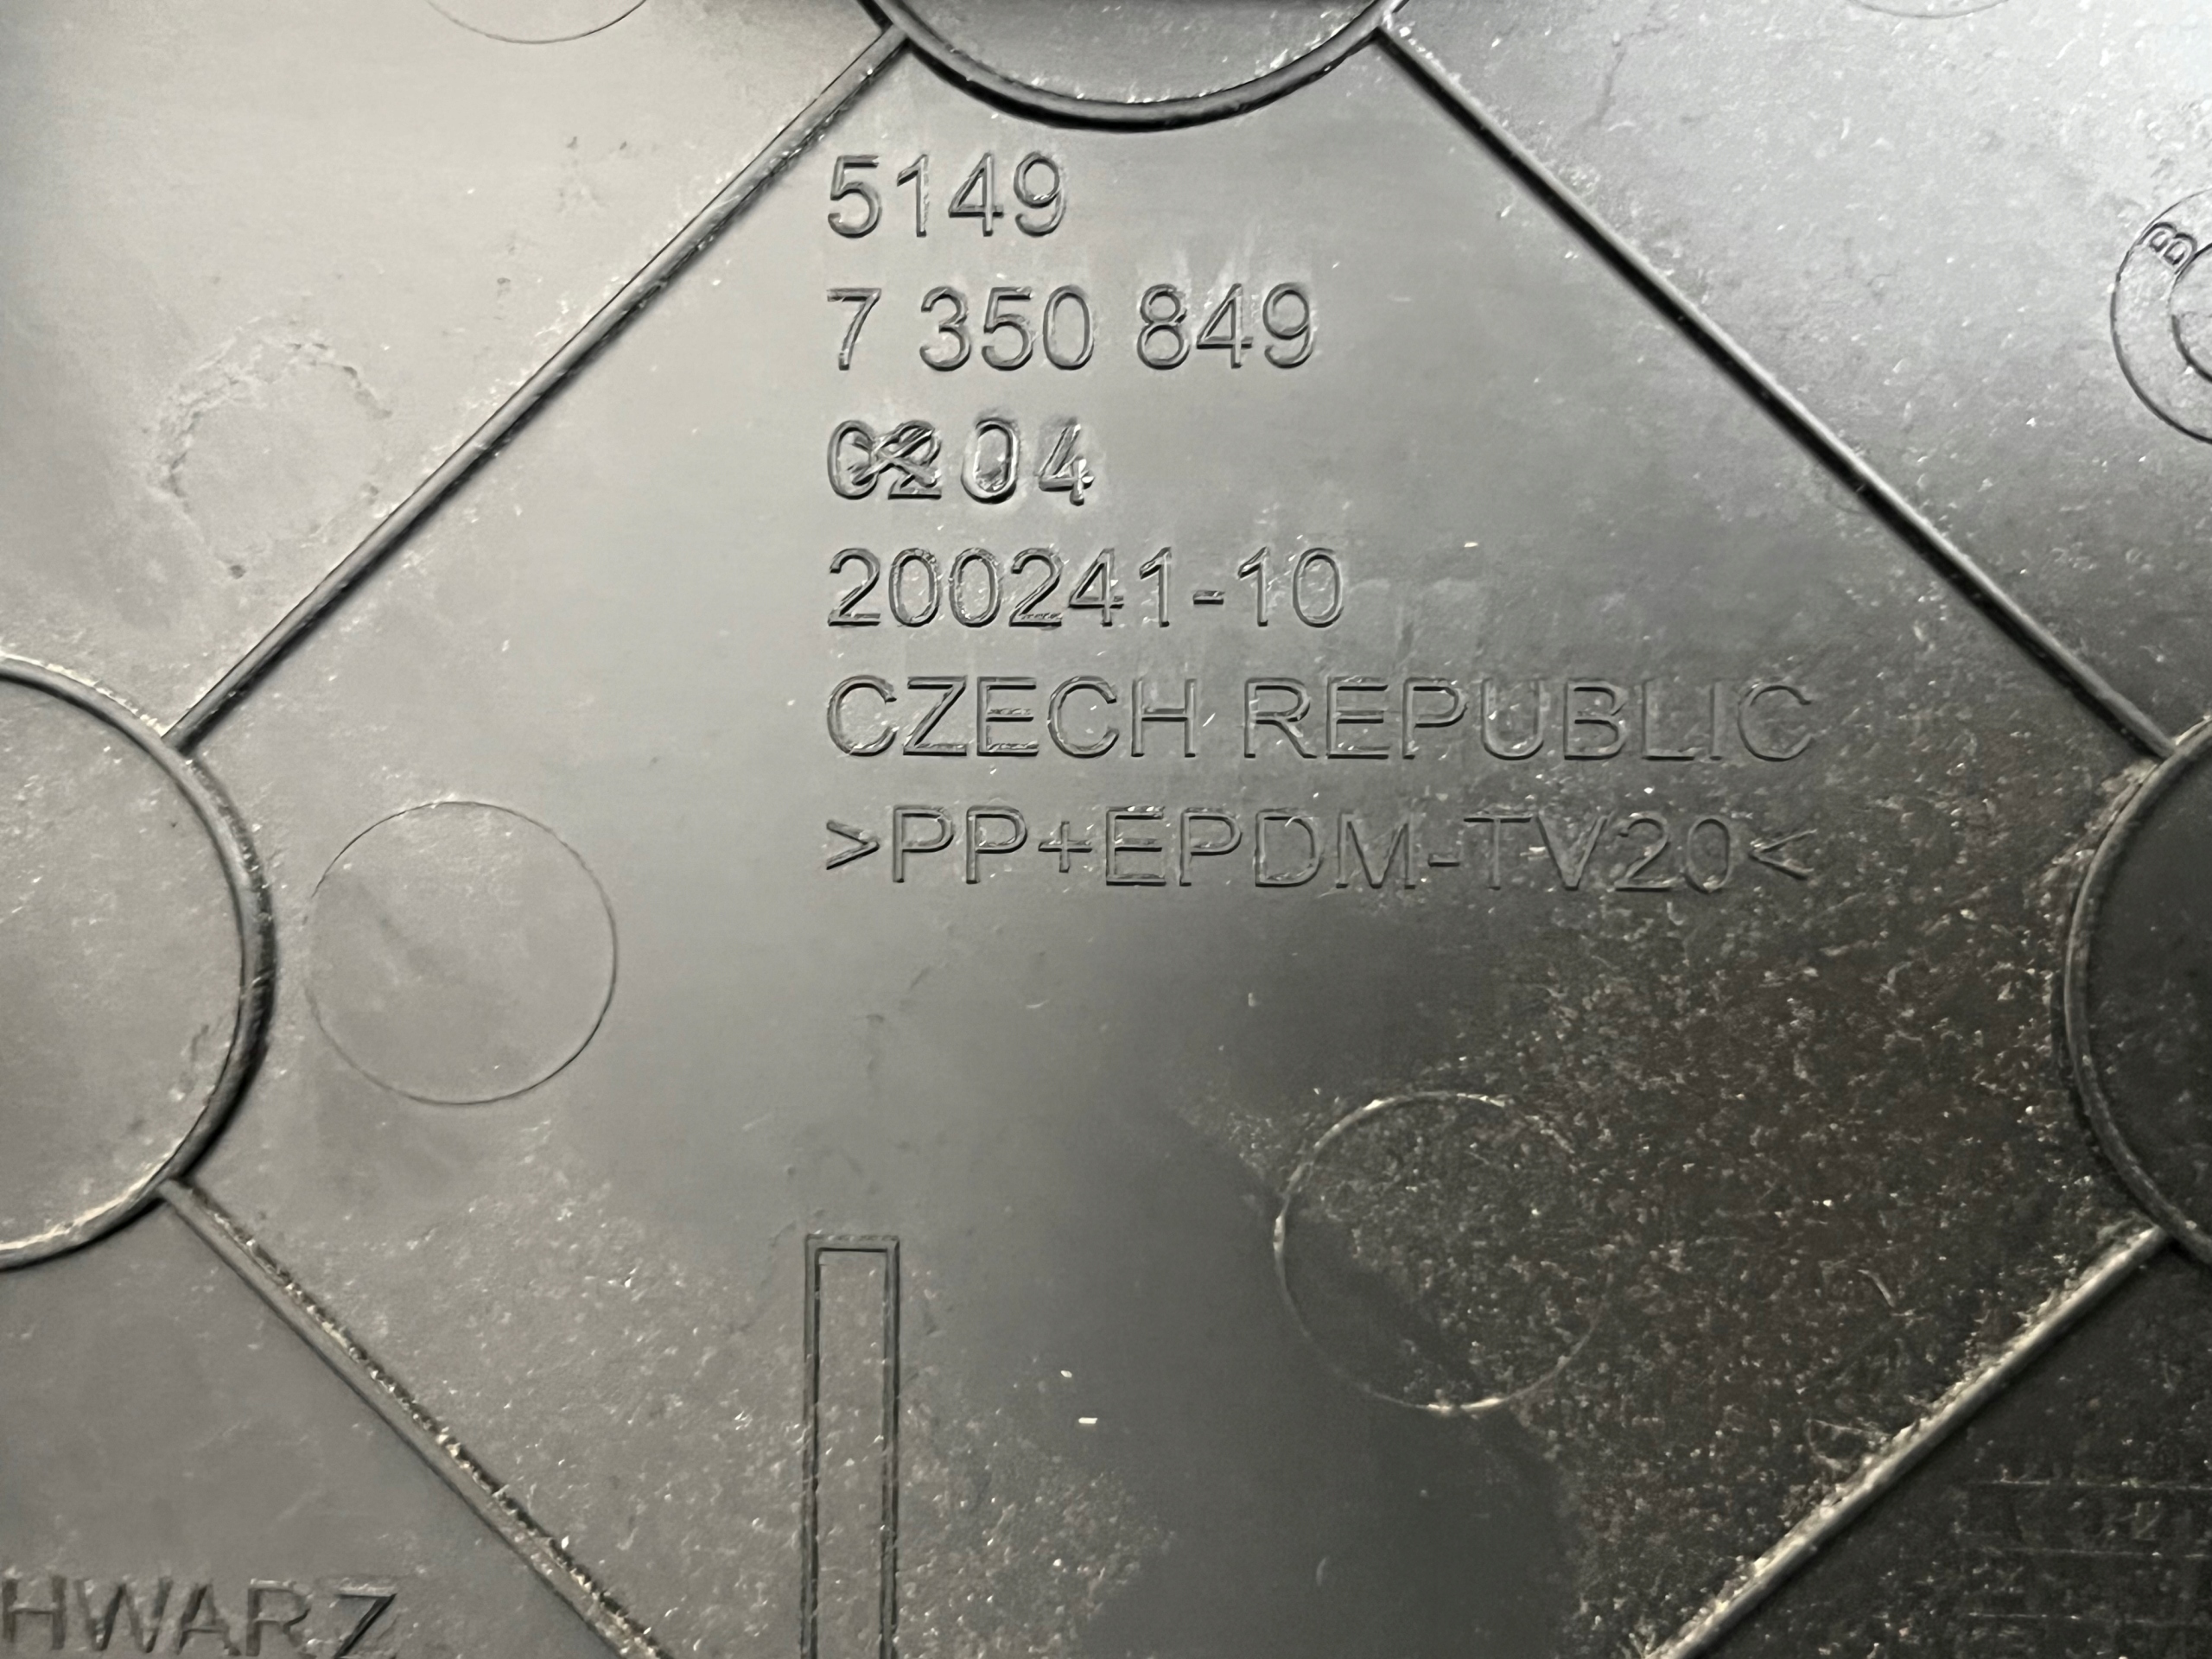 B
5149
7 350 849
04
200241-10
CZECH REPUBLIC
>PP+EPDM-TV20<
HWARZ